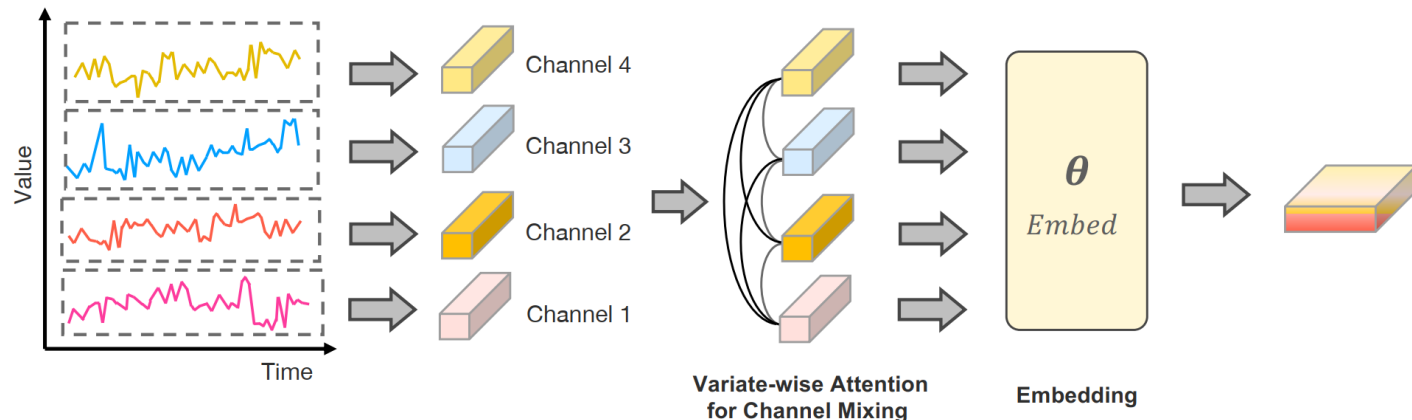 Value
Time
Channel 4
Channel 3
Channel 2
Channel 1
Variate-wise Attention
for Channel Mixing
θ
Embed
Embedding